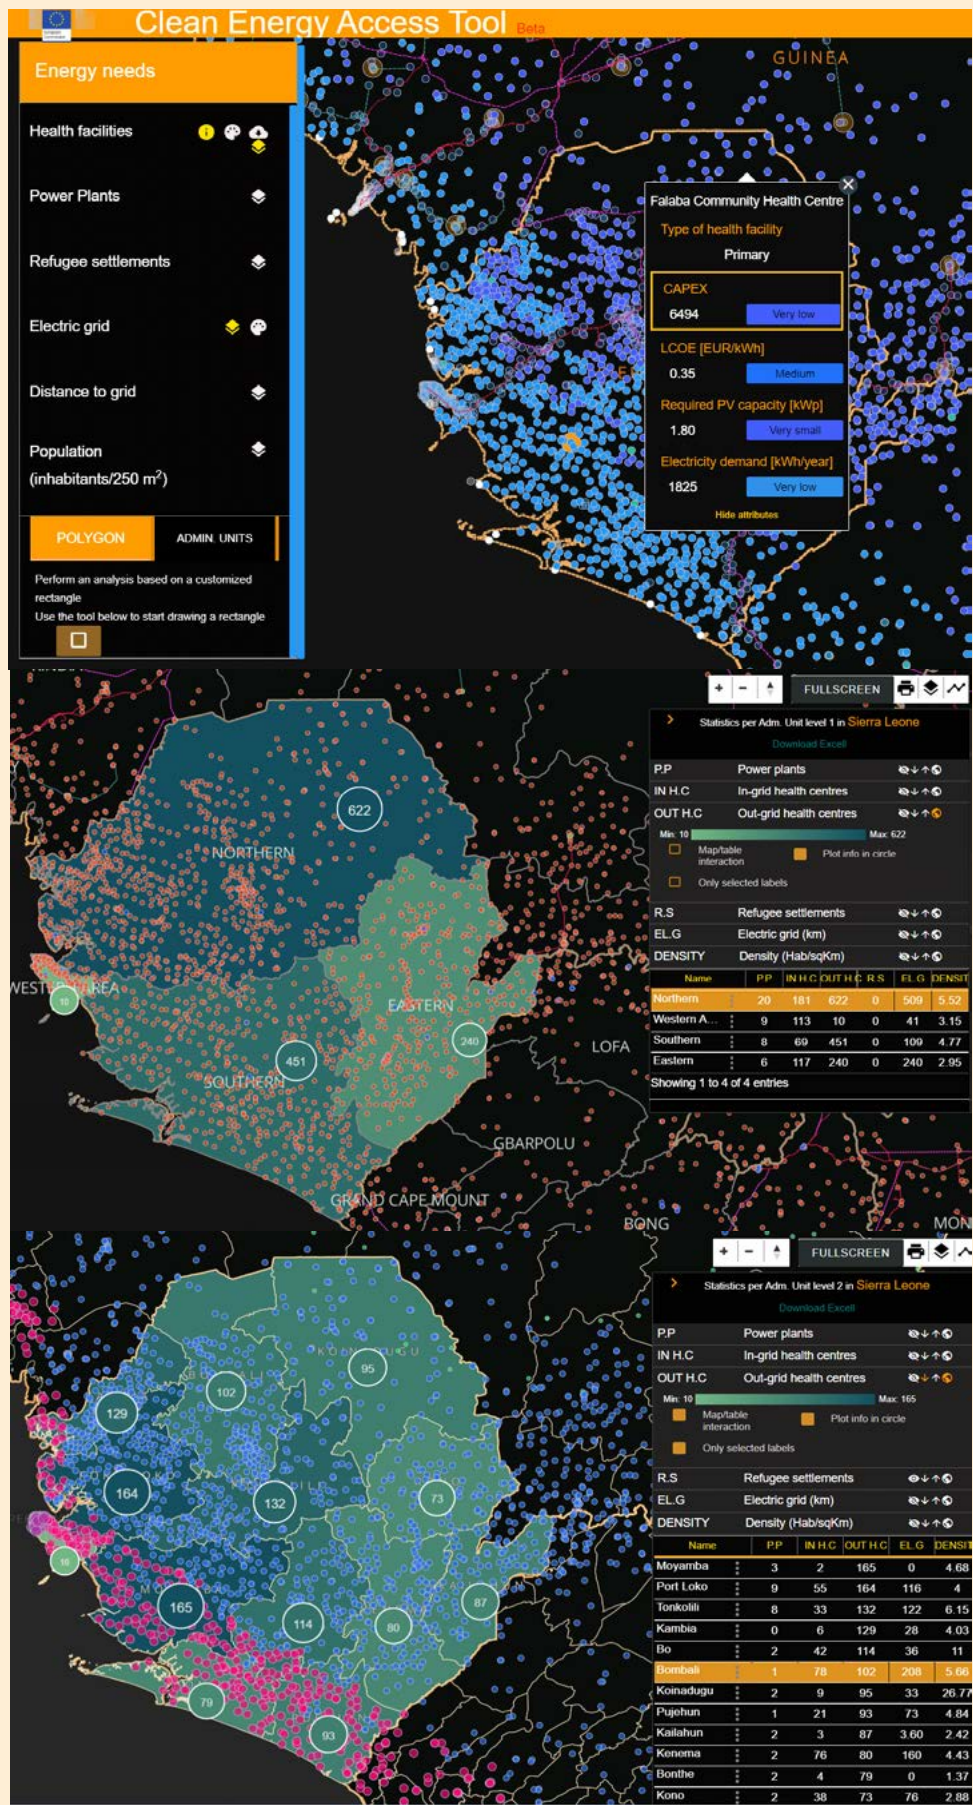 Clean Energy Access Tool Beta
Energy needs
Health facilities
Power Plants
Refugee settlements
Electric grid
Distance to grid
Population
(inhabitants/250 m²)
POLYGON ADMIN. UNITS
Perform an analysis based on a customized
rectangle
Use the tool below to start drawing a rectangle
GUINEA
Falaba Community Health Centre
Type of health facility
Primary
CAPEX
6494 Very low
LCOE [EUR/kWh]
0.35 Medium
Required PV capacity [kWp]
1.80 Very small
Electricity demand [kWh/year]
1825 Very low
Hide attributes
622
NORTHERN
10
EASTERN
240
451
SOUTHERN
LOFA
GBARPOLU
GRAND CAPE MOUNT
BONG
MON
+ − FULLSCREEN
Statistics per Adm. Unit level 1 in Sierra Leone
Download Excell
P.P Power plants
IN H.C In-grid health centres
OUT H.C Out-grid health centres
Min: 10 Max: 622
Map/table
interaction
Plot info in circle
Only selected labels
R.S Refugee settlements
EL.G Electric grid (km)
DENSITY Density (Hab/sqKm)
Name P.P IN H.C OUT H.C R.S EL.G DENSIT
Northern 20 181 622 0 509 5.52
Western A... 9 113 10 0 41 3.15
Southern 8 69 451 0 109 4.77
Eastern 6 117 240 0 240 2.95
Showing 1 to 4 of 4 entries
95
102
129
164
132
73
10
165
114
80
87
79
93
+ − FULLSCREEN
Statistics per Adm. Unit level 2 in Sierra Leone
Download Excell
P.P Power plants
IN H.C In-grid health centres
OUT H.C Out-grid health centres
Min: 10 Max: 165
Map/table
interaction
Plot info in circle
Only selected labels
R.S Refugee settlements
EL.G Electric grid (km)
DENSITY Density (Hab/sqKm)
Name P.P IN H.C OUT H.C EL.G DENSIT
Moyamba 3 2 165 0 4.68
Port Loko 9 55 164 116 4
Tonkolili 8 33 132 122 6.15
Kambia 0 6 129 28 4.03
Bo 2 42 114 36 11
Bombali 1 78 102 208 5.66
Koinadugu 2 9 95 33 26.77
Pujehun 1 21 93 73 4.84
Kailahun 2 3 87 3.60 2.42
Kenema 2 76 80 160 4.43
Bonthe 2 4 79 0 1.37
Kono 2 38 73 76 2.88